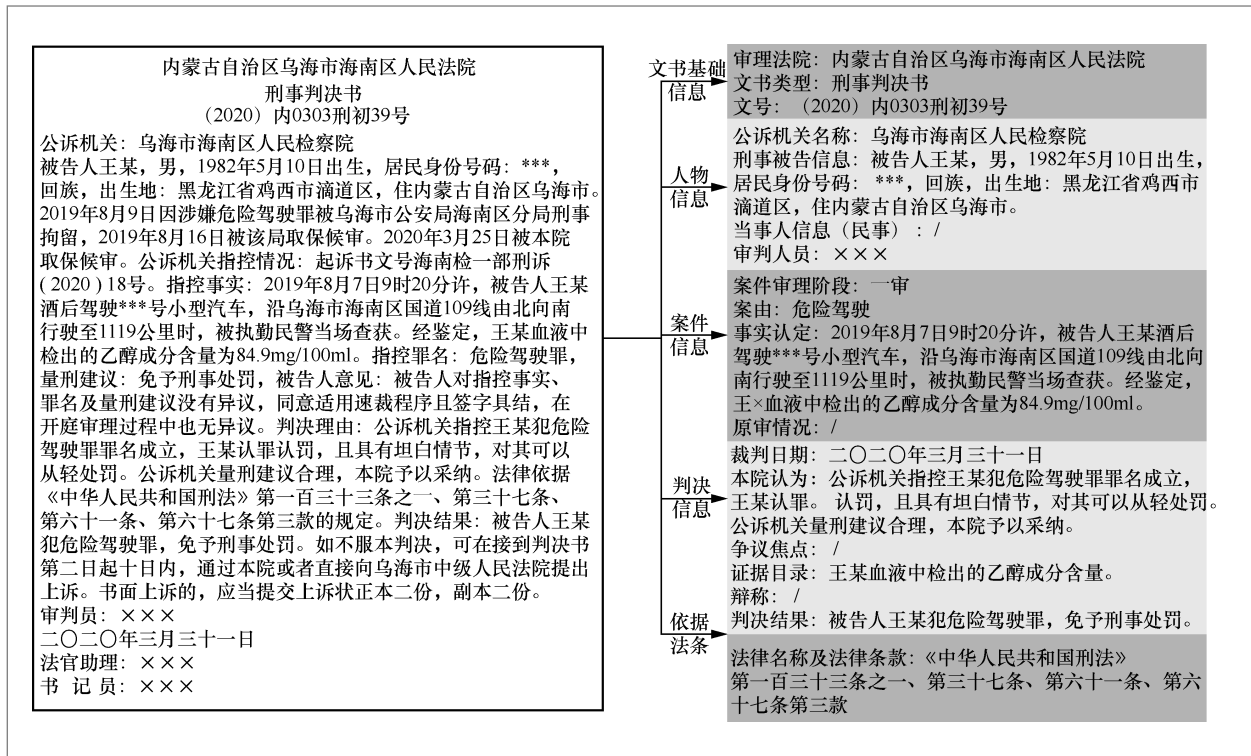 内蒙古自治区乌海市海南区人民法院
刑事判决书
（2020）内0303刑初39号
公诉机关：乌海市海南区人民检察院
被告人王某，男，1982年5月10日出生，居民身份号码：***，
回族，出生地：黑龙江省鸡西市滴道区，住内蒙古自治区乌海市。
2019年8月9日因涉嫌危险驾驶罪被乌海市公安局海南区分局刑事
拘留，2019年8月16日被该局取保候审。2020年3月25日被本院
取保候审。公诉机关指控情况：起诉书文号海南检一部刑诉
（2020）18号。指控事实：2019年8月7日9时20分许，被告人王某
酒后驾驶***号小型汽车，沿乌海市海南区国道109线由北向南
行驶至1119公里时，被执勤民警当场查获。经鉴定，王某血液中
检出的乙醇成分含量为84.9mg/100ml。指控罪名：危险驾驶罪，
量刑建议：免予刑事处罚，被告人意见：被告人对指控事实、
罪名及量刑建议没有异议，同意适用速裁程序且签字具结，在
开庭审理过程中也无异议。判决理由：公诉机关指控王某犯危险
驾驶罪罪名成立，王某认罪认罚，且具有坦白情节，对其可以
从轻处罚。公诉机关量刑建议合理，本院予以采纳。法律依据
《中华人民共和国刑法》第一百三十三条之一、第三十七条、
第六十一条、第六十七条第三款的规定。判决结果：被告人王某
犯危险驾驶罪，免予刑事处罚。如不服本判决，可在接到判决书
第二日起十日内，通过本院或者直接向乌海市中级人民法院提出
上诉。书面上诉的，应当提交上诉状正本二份，副本二份。
审判员：×××
二〇二〇年三月三十一日
法官助理：×××
书 记 员：×××
文书基础
信息
审理法院：内蒙古自治区乌海市海南区人民法院
文书类型：刑事判决书
文号：（2020）内0303刑初39号
人物
信息
公诉机关名称：乌海市海南区人民检察院
刑事被告信息：被告人王某，男，1982年5月10日出生，
居民身份号码：***，回族，出生地：黑龙江省鸡西市
滴道区，住内蒙古自治区乌海市。
当事人信息（民事）：/
审判人员：×××
案件
信息
案件审理阶段：一审
案由：危险驾驶
事实认定：2019年8月7日9时20分许，被告人王某酒后
驾驶***号小型汽车，沿乌海市海南区国道109线由北向
南行驶至1119公里时，被执勤民警当场查获。经鉴定，
王×血液中检出的乙醇成分含量为84.9mg/100ml。
原审情况：/
判决
信息
裁判日期：二〇二〇年三月三十一日
本院认为：公诉机关指控王某犯危险驾驶罪罪名成立，
王某认罪。认罚，且具有坦白情节，对其可以从轻处罚。
公诉机关量刑建议合理，本院予以采纳。
争议焦点：/
证据目录：王某血液中检出的乙醇成分含量。
辩称：/
判决结果：被告人王某犯危险驾驶罪，免予刑事处罚。
依据
法条
法律名称及法律条款：《中华人民共和国刑法》
第一百三十三条之一、第三十七条、第六十一条、第六
十七条第三款